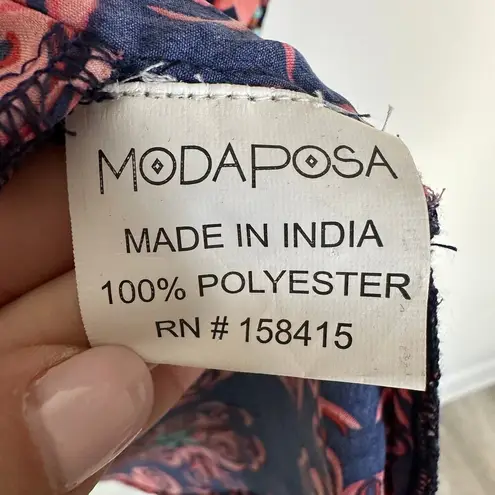 MODAPOSA
MADE IN INDIA
100% POLYESTER
RN # 158415